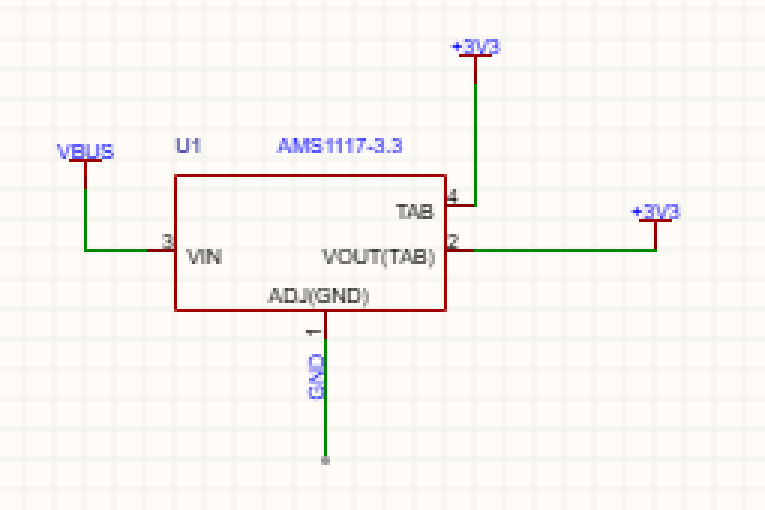 +3V3
VBUS
U1
AMS1117-3.3
4
TAB
+3V3
3
2
VIN
VOUT(TAB)
ADJ(GND)
1
GND